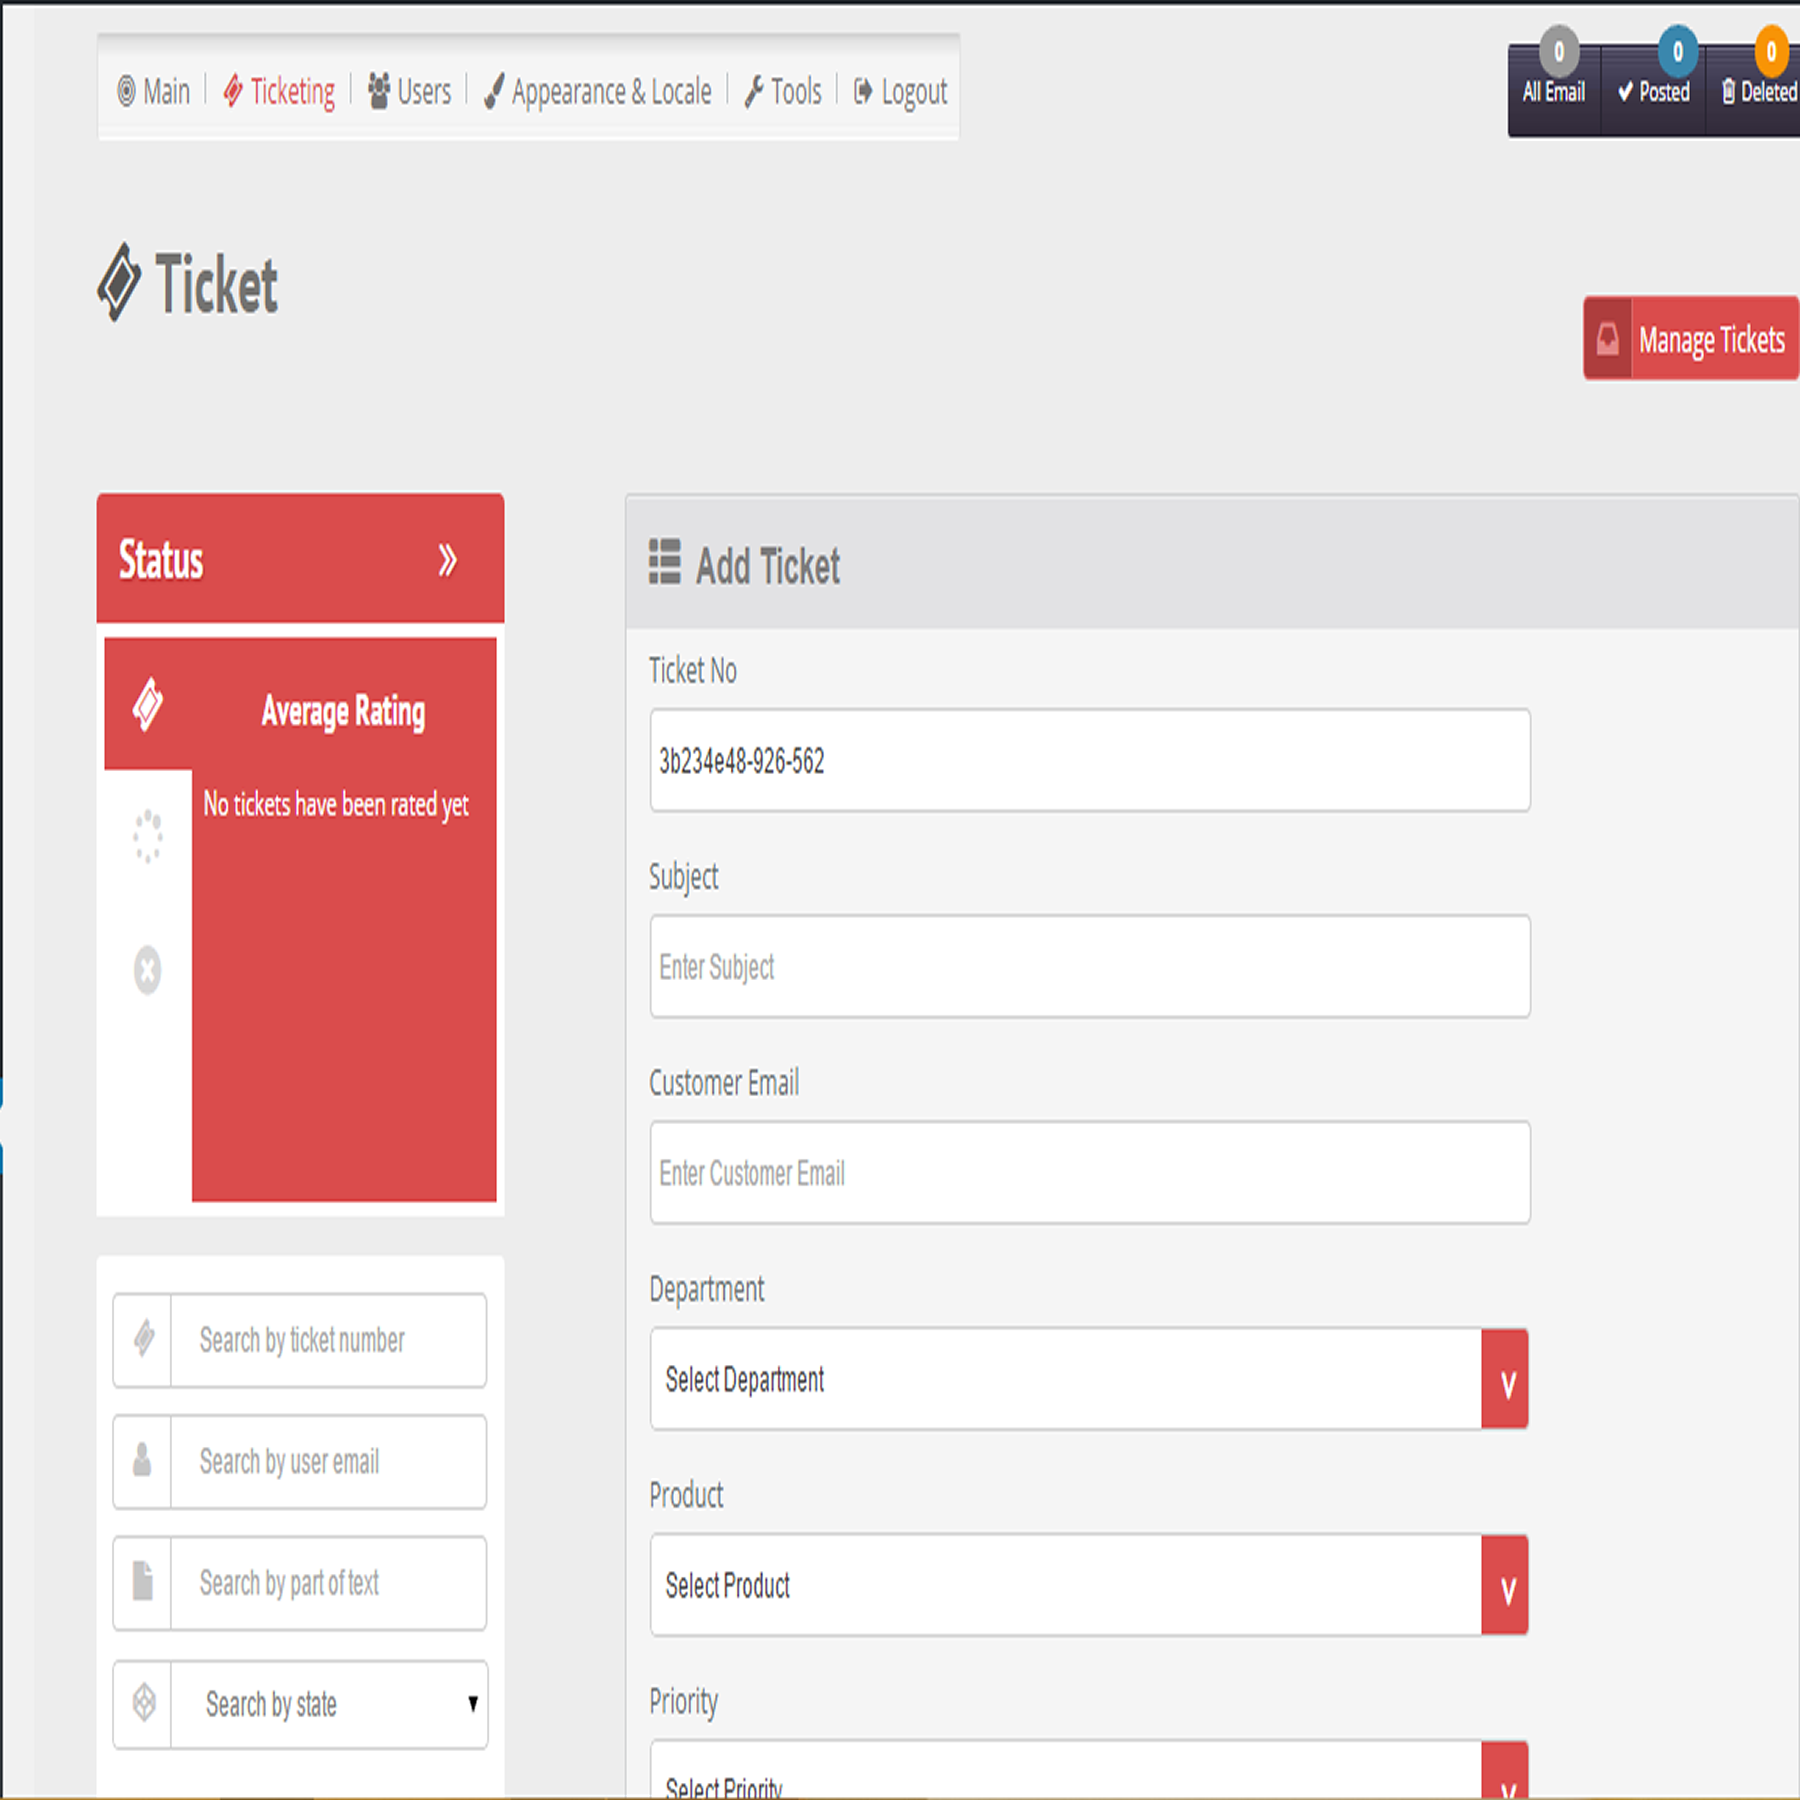 Main Ticketing Users Appearance & Locale Tools Logout
0 0 0
All Email Posted Deleted
Ticket
Manage Tickets
Status
Average Rating
No tickets have been rated yet
Search by ticket number
Search by user email
Search by part of text
Search by state
Add Ticket
Ticket No
3b234e48-926-562
Subject
Enter Subject
Customer Email
Enter Customer Email
Department
Select Department
Product
Select Product
Priority
Select Priority